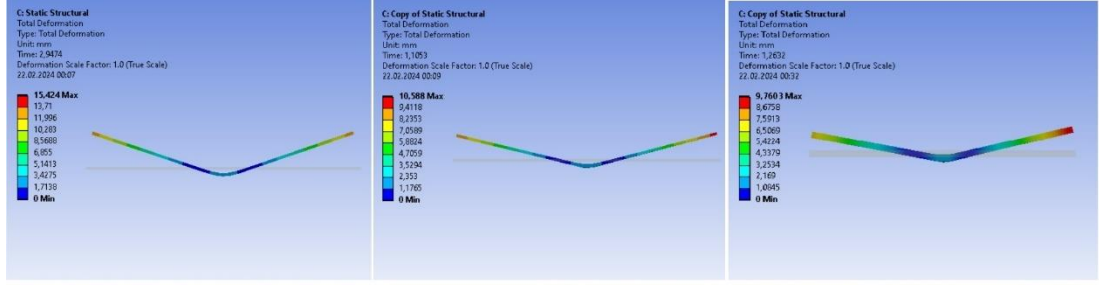 C: Static Structural
Total Deformation
Type: Total Deformation
Unit: mm
Time: 2,9474
Deformation Scale Factor: 1.0 (True Scale)
22.02.2024 00:07
15,424 Max
13,71
11,996
10,283
8,5688
6,855
5,1413
3,4275
1,7138
0 Min
C: Copy of Static Structural
Total Deformation
Type: Total Deformation
Unit: mm
Time: 1,1053
Deformation Scale Factor: 1.0 (True Scale)
22.02.2024 00:09
10,588 Max
9,4118
8,2353
7,0589
5,8824
4,7059
3,5294
2,353
1,1765
0 Min
C: Copy of Static Structural
Total Deformation
Type: Total Deformation
Unit: mm
Time: 1,2632
Deformation Scale Factor: 1.0 (True Scale)
22.02.2024 00:32
9,7603 Max
8,6758
7,5913
6,5069
5,4224
4,3379
3,2534
2,169
1,0845
0 Min